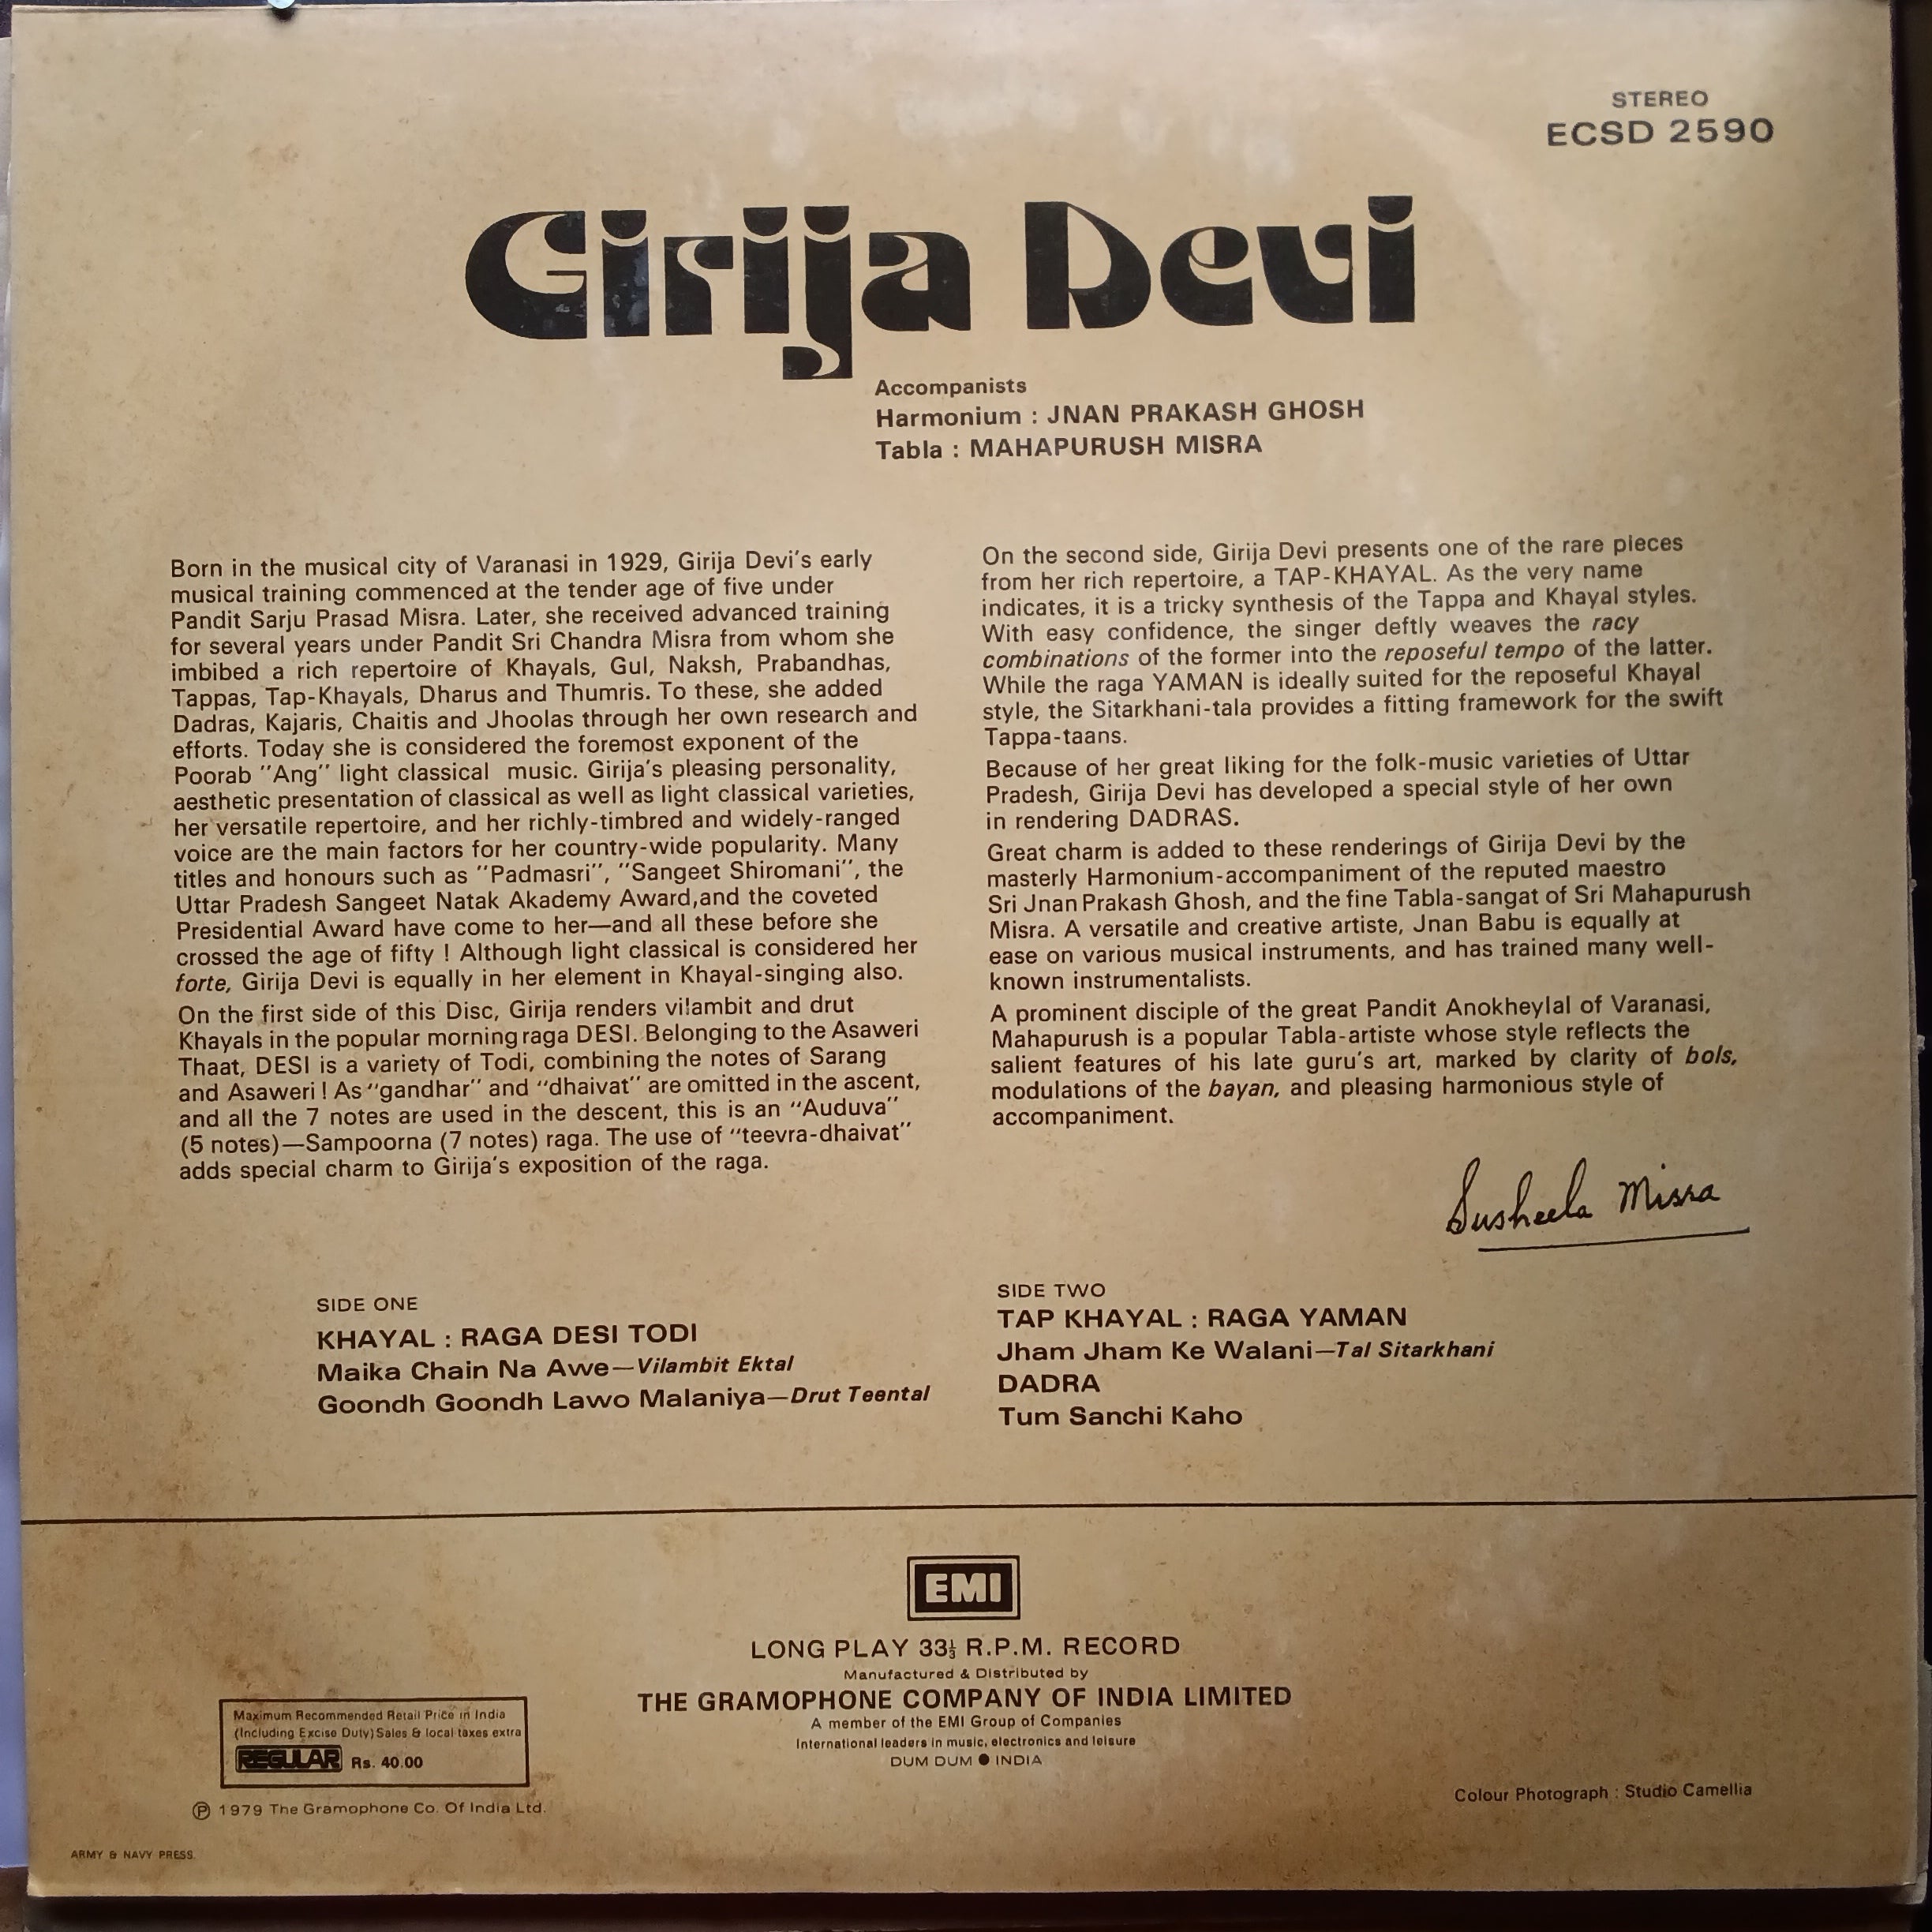 STEREO
ECSD 2590
Girija Devi
Accompanists
Harmonium : JNAN PRAKASH GHOSH
Tabla : MAHAPURUSH MISRA
Born in the musical city of Varanasi in 1929, Girija Devi's early
musical training commenced at the tender age of five under
Pandit Sarju Prasad Misra. Later, she received advanced training
for several years under Pandit Sri Chandra Misra from whom she
imbibed a rich repertoire of Khayals, Gul, Naksh, Prabandhas,
Tappas, Tap-Khayals, Dharus and Thumris. To these, she added
Dadras, Kajaris, Chaitis and Jhoolas through her own research and
efforts. Today she is considered the foremost exponent of the
Poorab "Ang" light classical music. Girija's pleasing personality,
aesthetic presentation of classical as well as light classical varieties,
her versatile repertoire, and her richly-timbred and widely-ranged
voice are the main factors for her country-wide popularity. Many
titles and honours such as "Padmasri", "Sangeet Shiromani", the
Uttar Pradesh Sangeet Natak Akademy Award,and the coveted
Presidential Award have come to her—and all these before she
crossed the age of fifty ! Although light classical is considered her
forte, Girija Devi is equally in her element in Khayal-singing also.
On the first side of this Disc, Girija renders vilambit and drut
Khayals in the popular morning raga DESI. Belonging to the Asaweri
Thaat, DESI is a variety of Todi, combining the notes of Sarang
and Asaweri ! As "gandhar" and "dhaivat" are omitted in the ascent,
and all the 7 notes are used in the descent, this is an "Auduva"
(5 notes)—Sampoorna (7 notes) raga. The use of "teevra-dhaivat"
adds special charm to Girija's exposition of the raga.
On the second side, Girija Devi presents one of the rare pieces
from her rich repertoire, a TAP-KHAYAL. As the very name
indicates, it is a tricky synthesis of the Tappa and Khayal styles.
With easy confidence, the singer deftly weaves the racy
combinations of the former into the reposeful tempo of the latter.
While the raga YAMAN is ideally suited for the reposeful Khayal
style, the Sitarkhani-tala provides a fitting framework for the swift
Tappa-taans.
Because of her great liking for the folk-music varieties of Uttar
Pradesh, Girija Devi has developed a special style of her own
in rendering DADRAS.
Great charm is added to these renderings of Girija Devi by the
masterly Harmonium-accompaniment of the reputed maestro
Sri Jnan Prakash Ghosh, and the fine Tabla-sangat of Sri Mahapurush
Misra. A versatile and creative artiste, Jnan Babu is equally at
ease on various musical instruments, and has trained many well-
known instrumentalists.
A prominent disciple of the great Pandit Anokheylal of Varanasi,
Mahapurush is a popular Tabla-artiste whose style reflects the
salient features of his late guru's art, marked by clarity of bols,
modulations of the bayan, and pleasing harmonious style of
accompaniment.
Susheela Misra
SIDE ONE
KHAYAL : RAGA DESI TODI
Maika Chain Na Awe—Vilambit Ektal
Goondh Goondh Lawo Malaniya—Drut Teental
SIDE TWO
TAP KHAYAL : RAGA YAMAN
Jham Jham Ke Walani—Tal Sitarkhani
DADRA
Tum Sanchi Kaho
EMI
LONG PLAY 33⅓ R.P.M. RECORD
Manufactured & Distributed by
THE GRAMOPHONE COMPANY OF INDIA LIMITED
A member of the EMI Group of Companies
International leaders in music, electronics and leisure
DUM DUM ● INDIA
Maximum Recommended Retail Price in India
(Including Excise Duty) Sales & local taxes extra
REGULAR Rs. 40.00
℗ 1979 The Gramophone Co. Of India Ltd.
Colour Photograph : Studio Camellia
ARMY & NAVY PRESS.